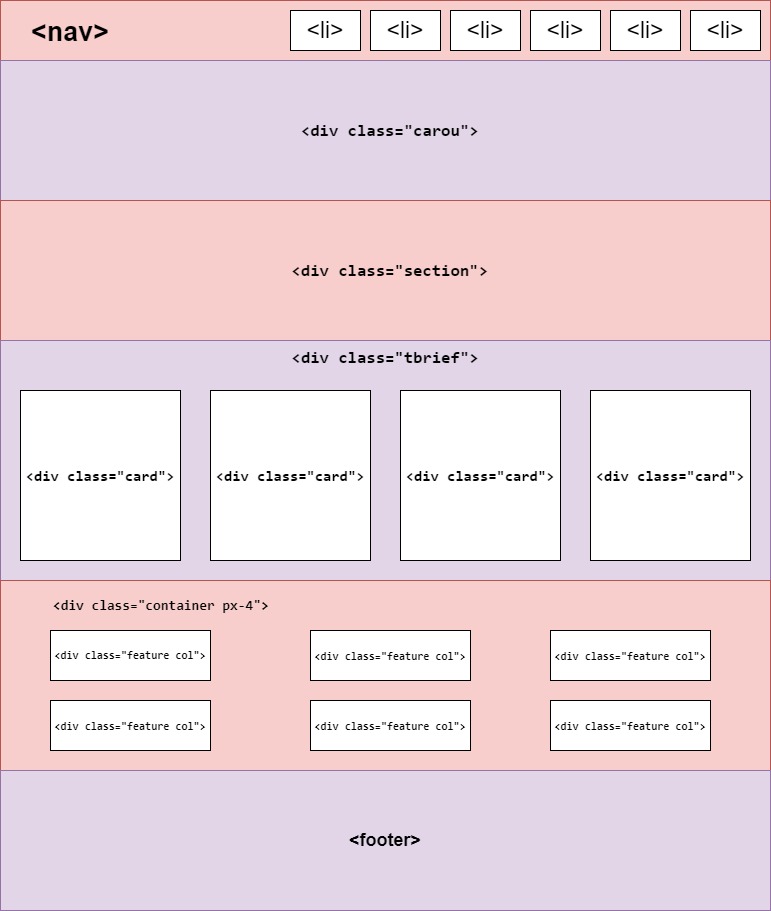 <nav> <li> <li> <li> <li> <li> <li>
<div class="carou">
<div class="section">
<div class="tbrief">
<div class="card"> <div class="card"> <div class="card"> <div class="card">
<div class="container px-4">
<div class="feature col"> <div class="feature col"> <div class="feature col">
<div class="feature col"> <div class="feature col"> <div class="feature col">
<footer>